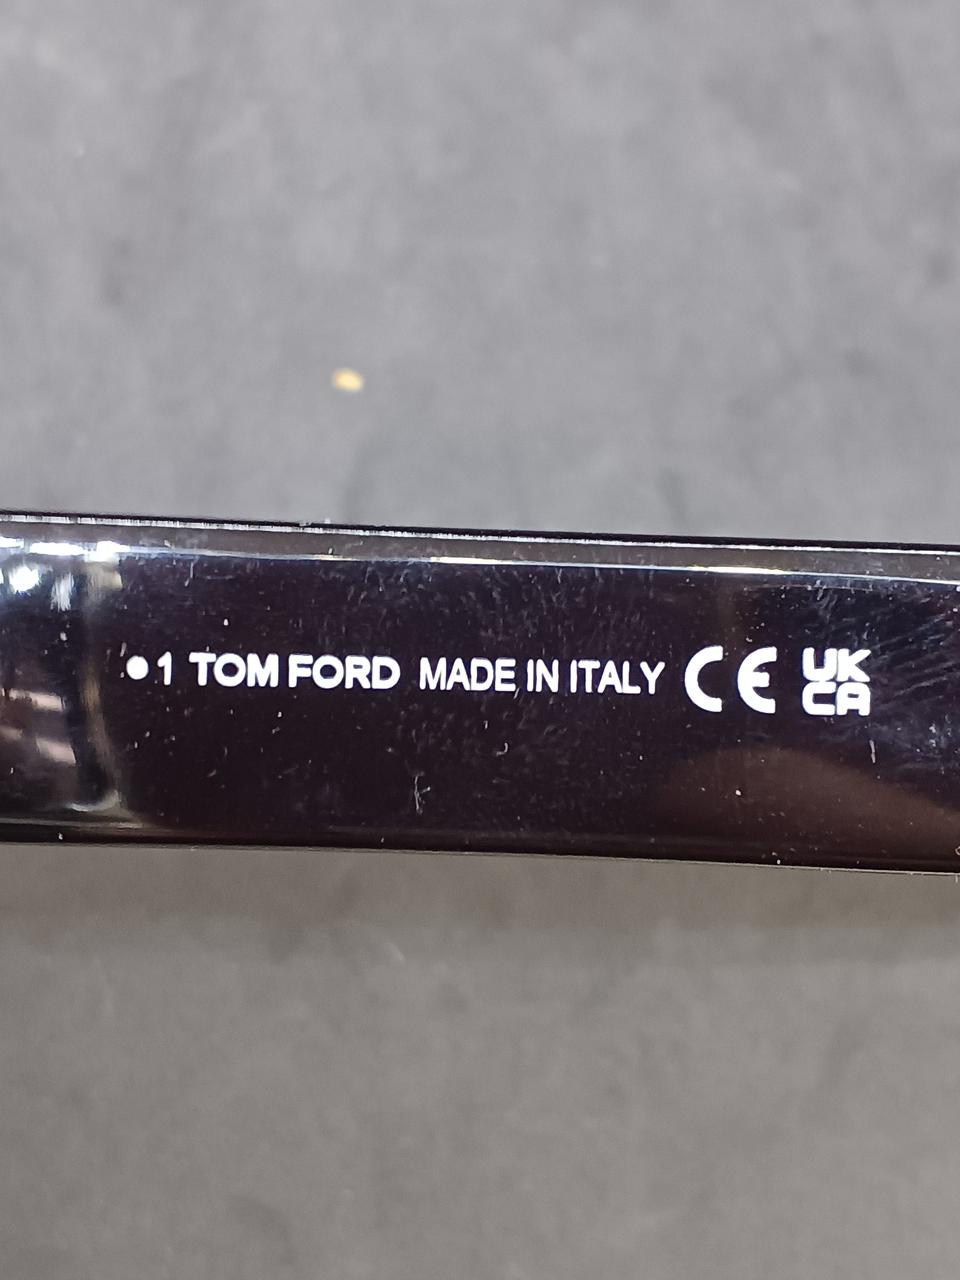 ●1 TOM FORD MADE IN ITALY CE UK
CA